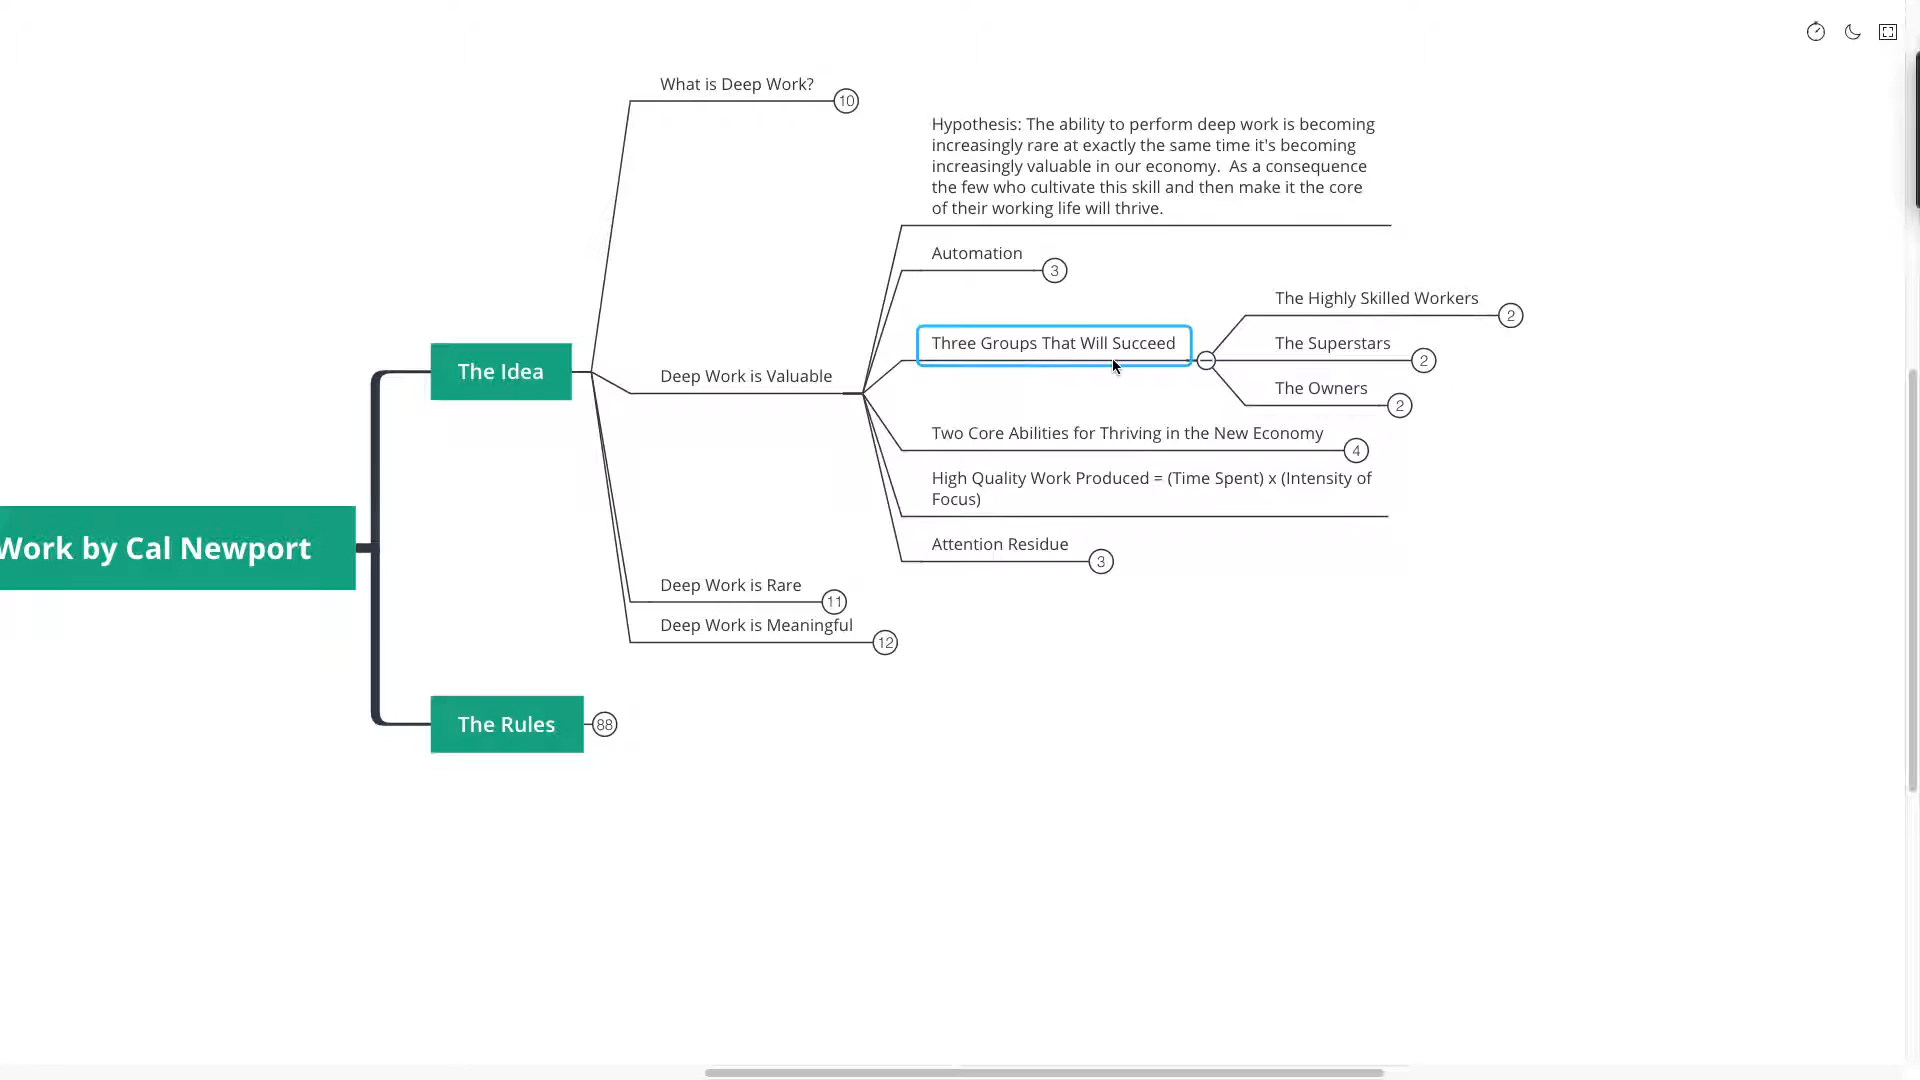 What is Deep Work?
10
Hypothesis: The ability to perform deep work is becoming
increasingly rare at exactly the same time it's becoming
increasingly valuable in our economy.  As a consequence
the few who cultivate this skill and then make it the core
of their working life will thrive.
Automation
3
The Highly Skilled Workers
2
Three Groups That Will Succeed
The Superstars
2
The Idea
Deep Work is Valuable
The Owners
2
Two Core Abilities for Thriving in the New Economy
4
High Quality Work Produced = (Time Spent) x (Intensity of
Focus)
Work by Cal Newport
Attention Residue
3
Deep Work is Rare
11
Deep Work is Meaningful
12
The Rules
88